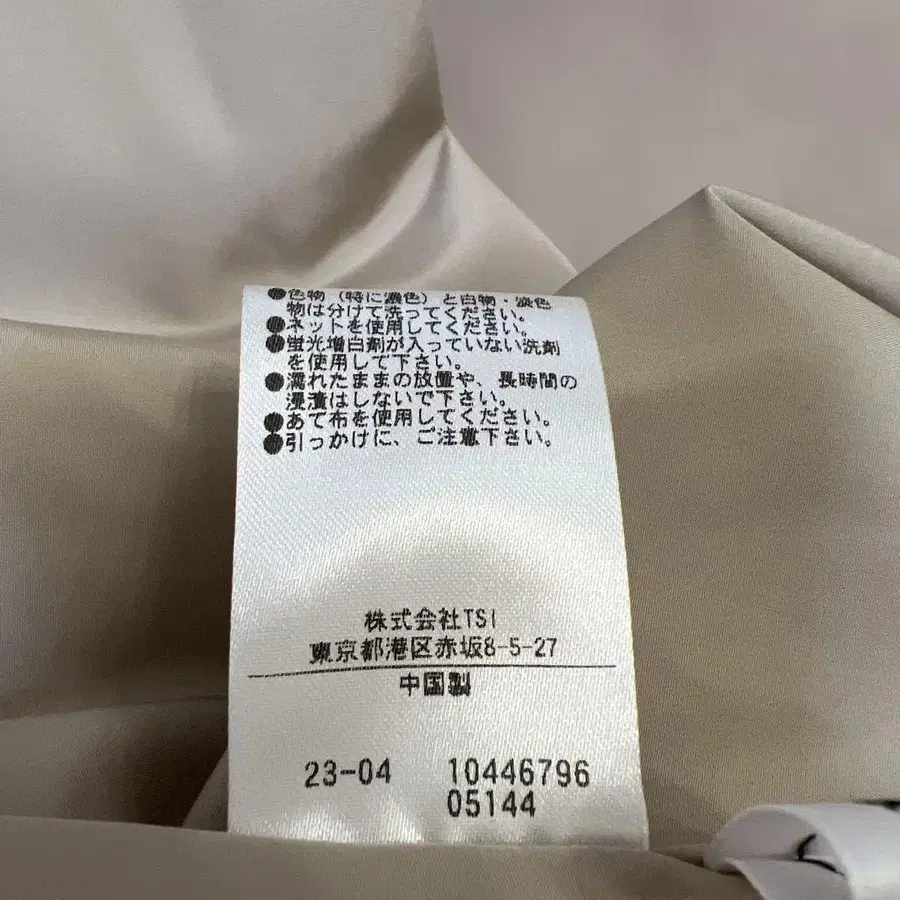 ●色物(特に濃色)と白物・淡色
物は分けて洗ってください。
●ネットを使用してください。
●蛍光増白剤が入っていない洗剤
を使用して下さい。
●濡れたままの放置や、長時間の
浸漬はしないで下さい。
●あて布を使用してください。
●引っかけに、ご注意下さい。
株式会社TSI
東京都港区赤坂8-5-27
中国製
23-04 10446796
05144